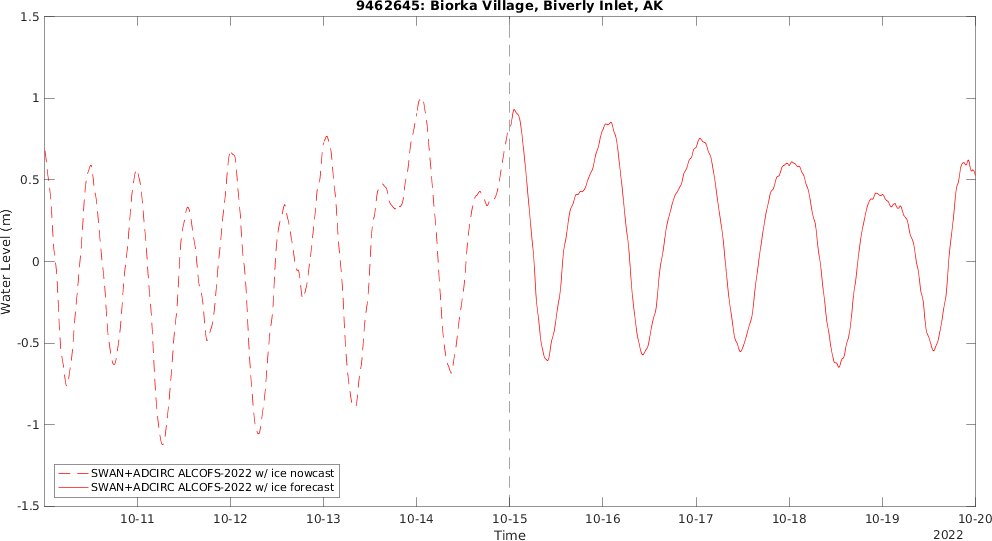 9462645: Biorka Village, Biverly Inlet, AK
1.5
1
0.5
0
-0.5
-1
-1.5
Water Level (m)
SWAN+ADCIRC ALCOFS-2022 w/ ice nowcast
SWAN+ADCIRC ALCOFS-2022 w/ ice forecast
10-11 10-12 10-13 10-14 10-15 10-16 10-17 10-18 10-19 10-20
Time
2022